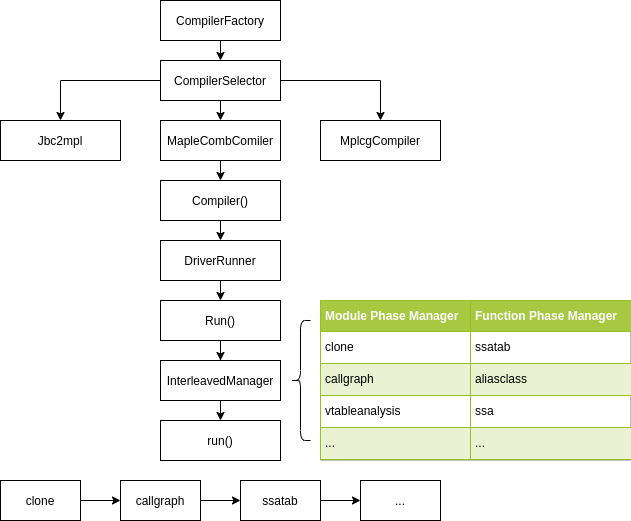 CompilerFactory
CompilerSelector
Jbc2mpl
MapleCombComiler
MplcgCompiler
Compiler()
DriverRunner
Run()
InterleavedManager
run()
Module Phase Manager Function Phase Manager
clone ssatab
callgraph aliasclass
vtableanalysis ssa
... ...
clone callgraph ssatab ...